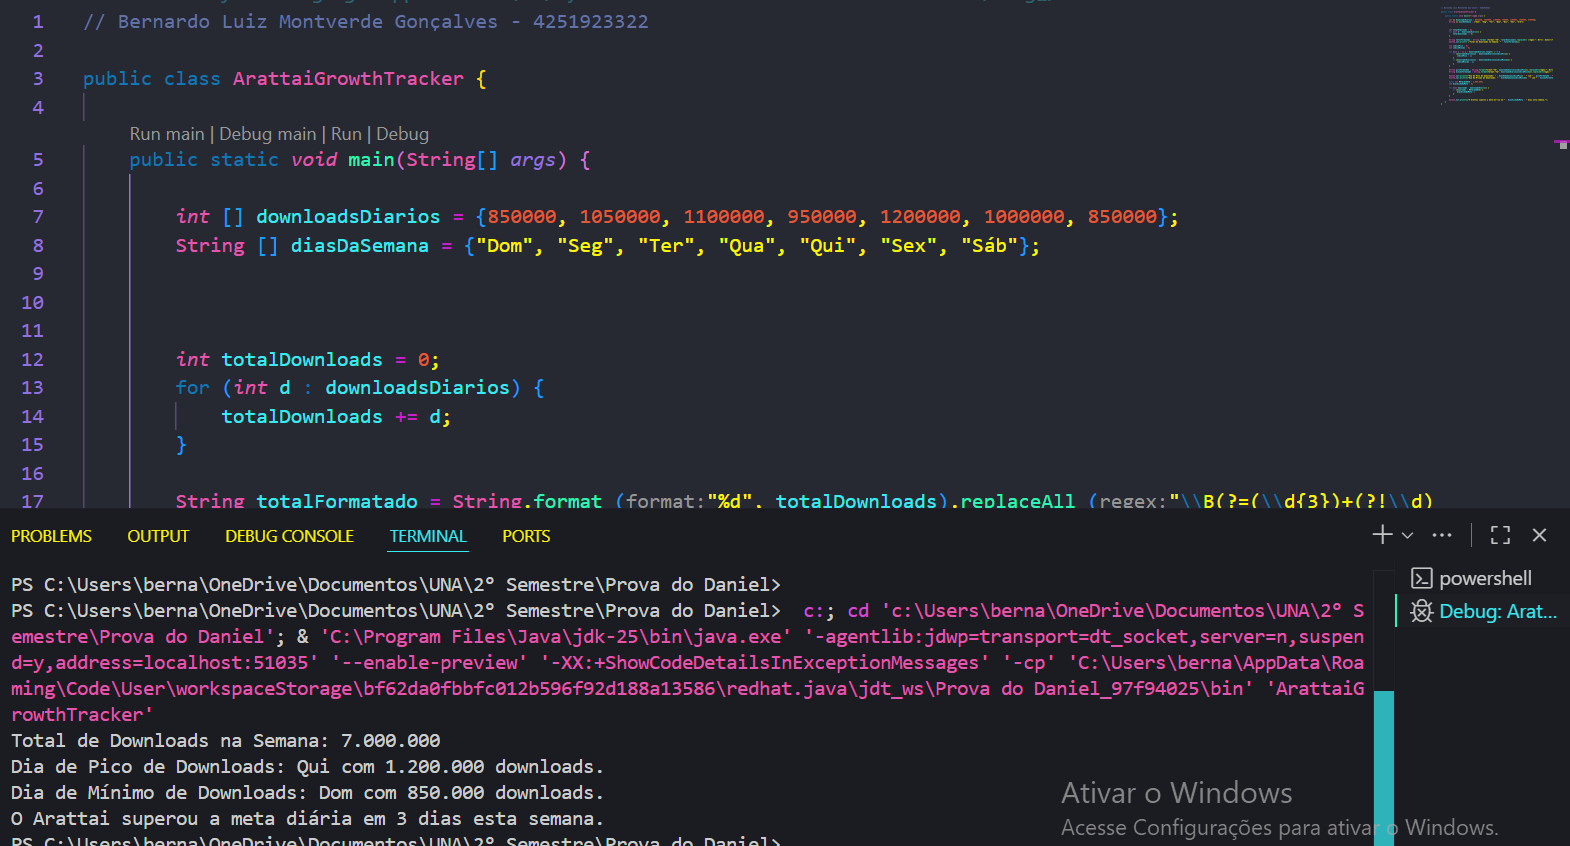 1 // Bernardo Luiz Montverde Gonçalves - 4251923322
2
3 public class ArattaiGrowthTracker {
4
Run main | Debug main | Run | Debug
5 public static void main(String[] args) {
6
7 int [] downloadsDiarios = {850000, 1050000, 1100000, 950000, 1200000, 1000000, 850000};
8 String [] diasDaSemana = {"Dom", "Seg", "Ter", "Qua", "Qui", "Sex", "Sáb"};
9
10
11
12 int totalDownloads = 0;
13 for (int d : downloadsDiarios) {
14 totalDownloads += d;
15 }
16
17 String totalFormatado = String.format (format:"%d", totalDownloads).replaceAll (regex:"\\B(?=(\\d{3})+(?!\\d)
PROBLEMS OUTPUT DEBUG CONSOLE TERMINAL PORTS
PS C:\Users\berna\OneDrive\Documentos\UNA\2º Semestre\Prova do Daniel>
PS C:\Users\berna\OneDrive\Documentos\UNA\2º Semestre\Prova do Daniel> c:; cd 'c:\Users\berna\OneDrive\Documentos\UNA\2º S
emestre\Prova do Daniel'; & 'C:\Program Files\Java\jdk-25\bin\java.exe' '-agentlib:jdwp=transport=dt_socket,server=n,suspen
d=y,address=localhost:51035' '--enable-preview' '-XX:+ShowCodeDetailsInExceptionMessages' '-cp' 'C:\Users\berna\AppData\Roa
ming\Code\User\workspaceStorage\bf62da0fbbfc012b596f92d188a13586\redhat.java\jdt_ws\Prova do Daniel_97f94025\bin' 'ArattaiG
rowthTracker'
Total de Downloads na Semana: 7.000.000
Dia de Pico de Downloads: Qui com 1.200.000 downloads.
Dia de Mínimo de Downloads: Dom com 850.000 downloads.
O Arattai superou a meta diária em 3 dias esta semana.
PS C:\Users\berna\OneDrive\Documentos\UNA\2º Semestre\Prova do Daniel>
powershell
Debug: Arat...
Ativar o Windows
Acesse Configurações para ativar o Windows.